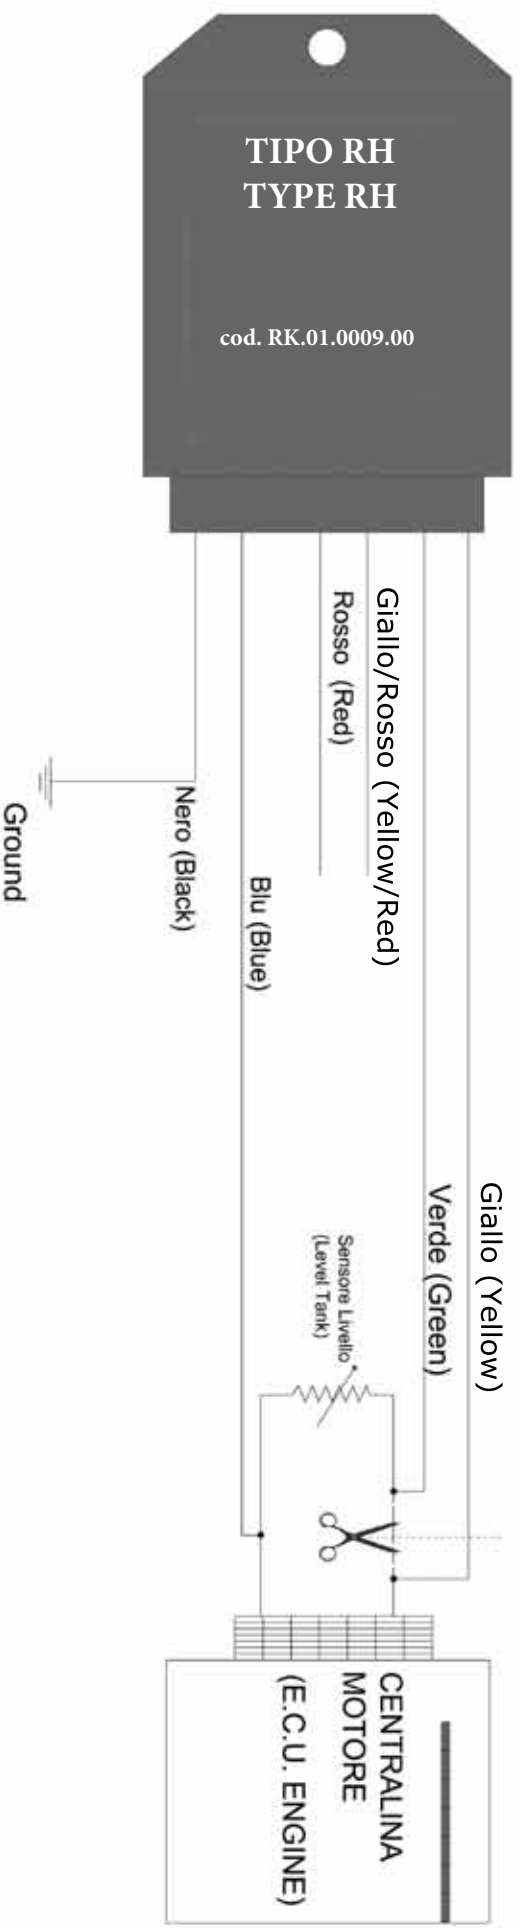 TIPO RH
TYPE RH
cod. RK.01.0009.00
Giallo/Rosso (Yellow/Red)
Rosso (Red)
Nero (Black)
Ground
Blu (Blue)
Giallo (Yellow)
Verde (Green)
Sensore Livello
(Level Tank)
CENTRALINA
MOTORE
(E.C.U. ENGINE)